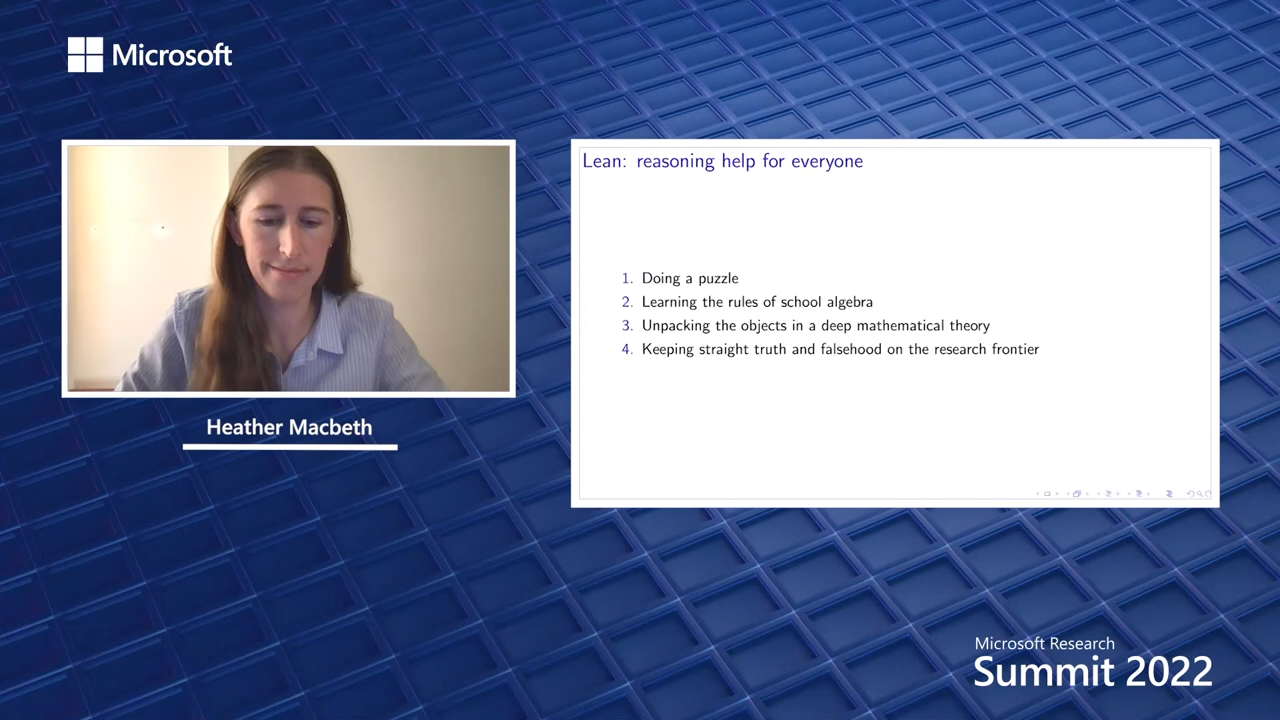 Microsoft
Lean: reasoning help for everyone
1. Doing a puzzle
2. Learning the rules of school algebra
3. Unpacking the objects in a deep mathematical theory
4. Keeping straight truth and falsehood on the research frontier
Heather Macbeth
Microsoft Research
Summit 2022